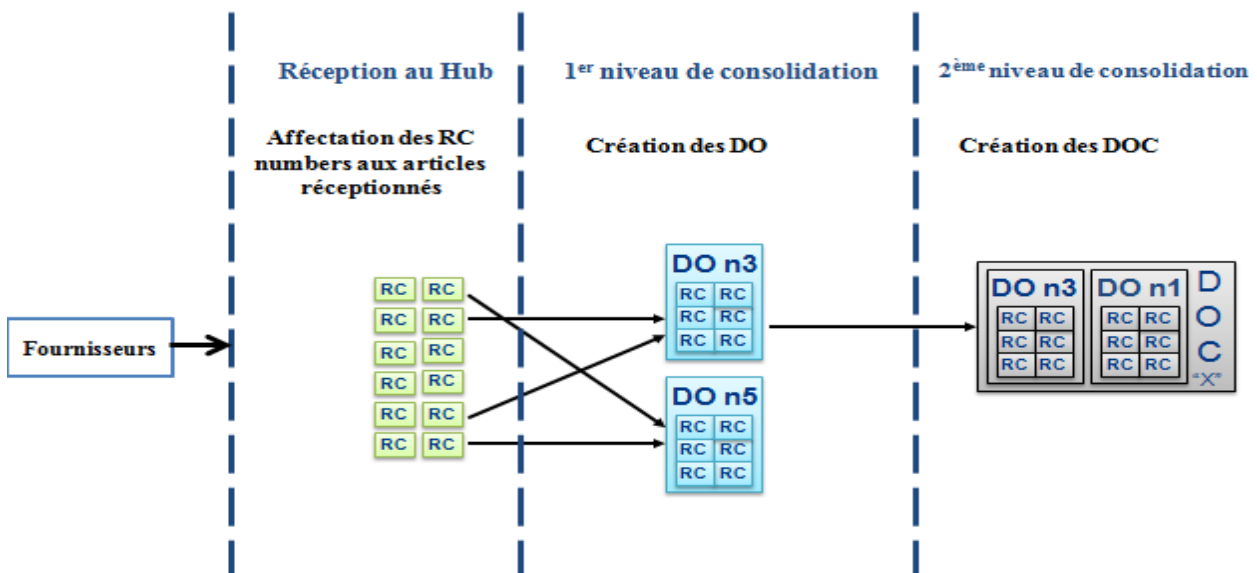 Réception au Hub
1er niveau de consolidation
2ème niveau de consolidation
Affectation des RC
numbers aux articles
réceptionnés
Création des DO
Création des DOC
Fournisseurs
RC RC
RC RC
RC RC
RC RC
RC RC
RC RC
DO n3
RC RC
RC RC
RC RC
DO n5
RC RC
RC RC
RC RC
DO n3
RC RC
RC RC
RC RC
DO n1
RC RC
RC RC
RC RC
D
O
C
“X”